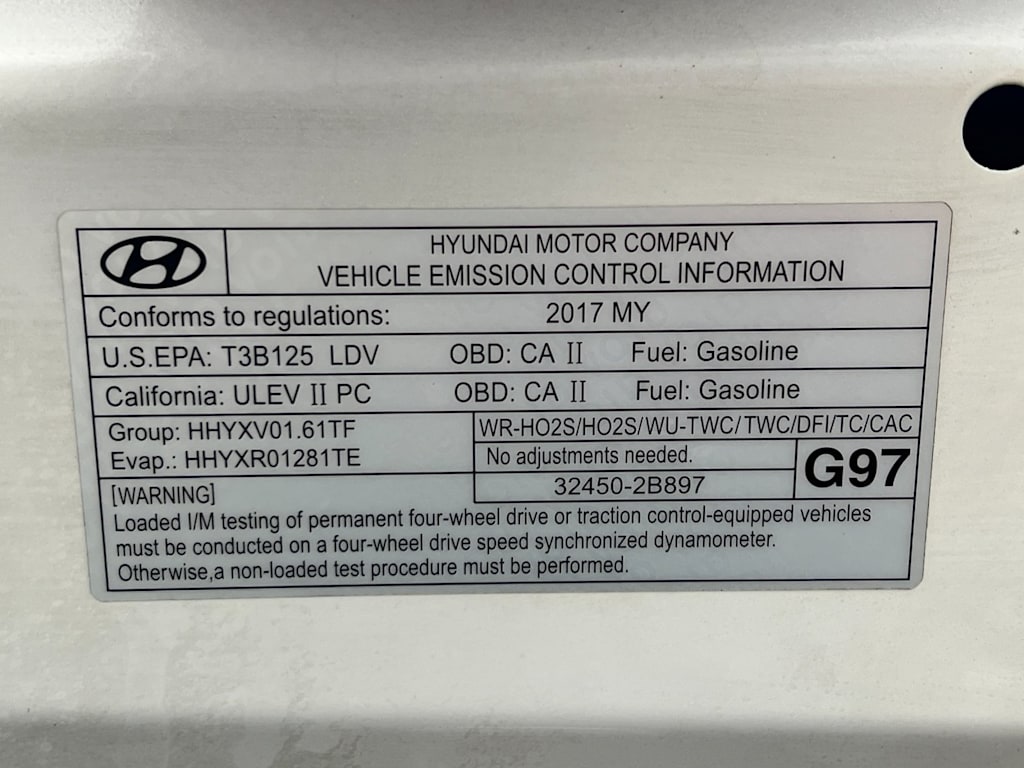 HYUNDAI MOTOR COMPANY
VEHICLE EMISSION CONTROL INFORMATION
Conforms to regulations: 2017 MY
U.S.EPA: T3B125 LDV OBD: CA II Fuel: Gasoline
California: ULEV II PC OBD: CA II Fuel: Gasoline
Group: HHYXV01.61TF
Evap.: HHYXR01281TE
WR-HO2S/HO2S/WU-TWC/TWC/DFI/TC/CAC
No adjustments needed.
32450-2B897
G97
[WARNING]
Loaded I/M testing of permanent four-wheel drive or traction control-equipped vehicles
must be conducted on a four-wheel drive speed synchronized dynamometer.
Otherwise,a non-loaded test procedure must be performed.